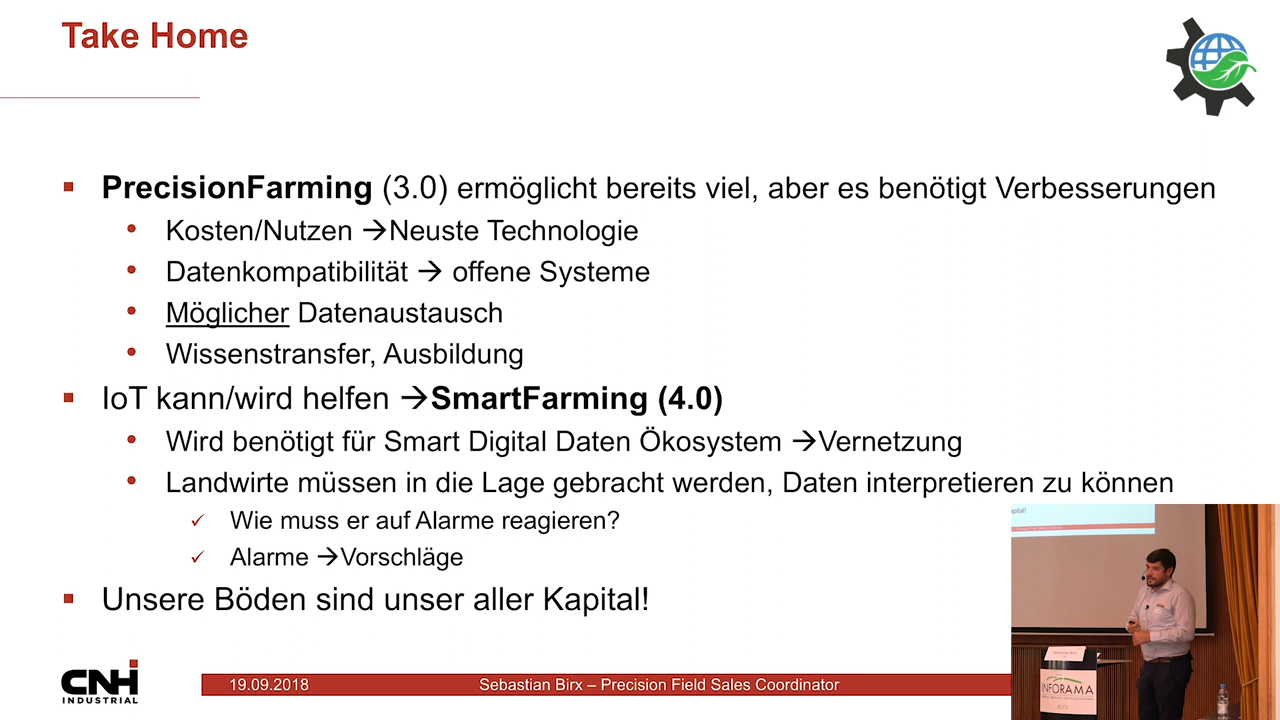 Take Home
PrecisionFarming (3.0) ermöglicht bereits viel, aber es benötigt Verbesserungen
Kosten/Nutzen →Neuste Technologie
Datenkompatibilität → offene Systeme
Möglicher Datenaustausch
Wissenstransfer, Ausbildung
IoT kann/wird helfen →SmartFarming (4.0)
Wird benötigt für Smart Digital Daten Ökosystem →Vernetzung
Landwirte müssen in die Lage gebracht werden, Daten interpretieren zu können
Wie muss er auf Alarme reagieren?
Alarme →Vorschläge
Unsere Böden sind unser aller Kapital!
CNH
INDUSTRIAL
19.09.2018
Sebastian Birx – Precision Field Sales Coordinator
INFORAMA